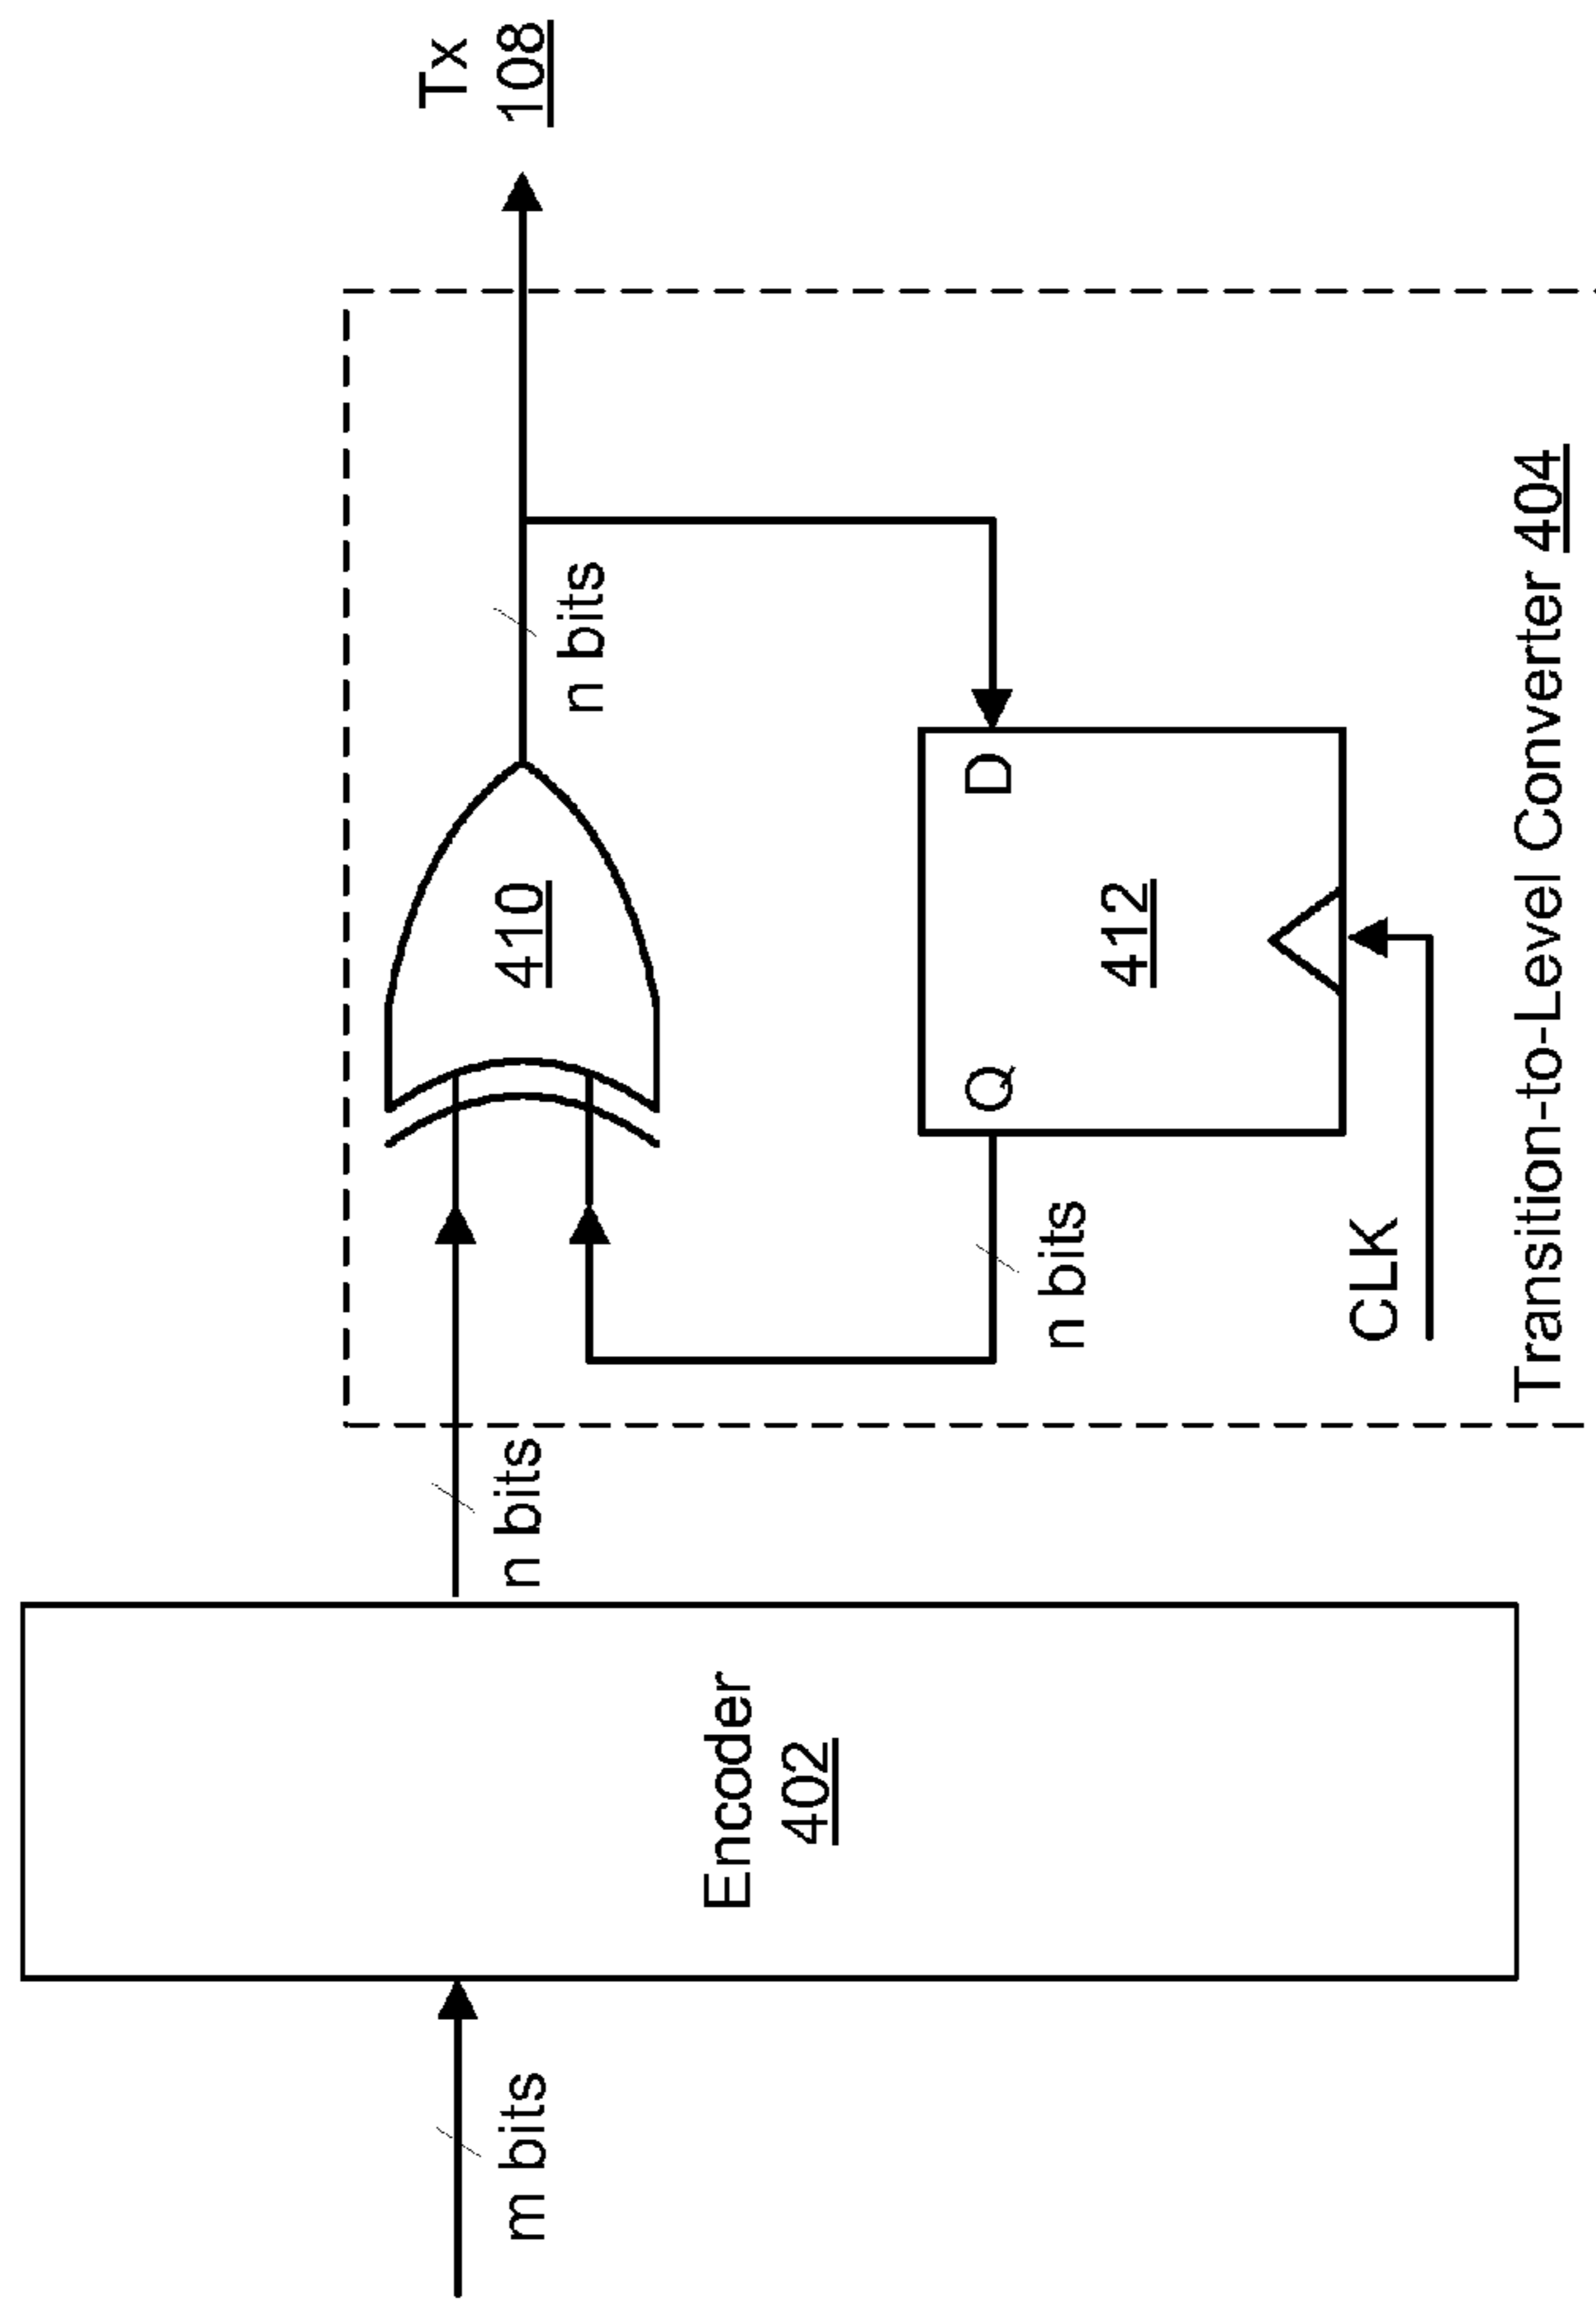 m bits
Encoder
402
n bits
410
n bits
Tx
108
Q
D
412
n bits
CLK
Transition-to-Level Converter 404